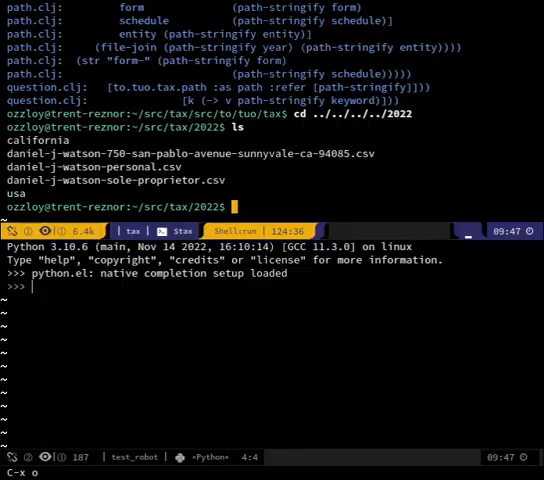 path.clj:           form                (path-stringify form)
path.clj:           schedule            (path-stringify schedule)]
path.clj:           entity (path-stringify entity)]
path.clj:      (file-join (path-stringify year) (path-stringify entity))))
path.clj:  (str "form-" (path-stringify form)
path.clj:                               (path-stringify schedule)))))
question.clj:   [to.tuo.tax.path :as path :refer [path-stringify]]))
question.clj:                      [k (-> v path-stringify keyword)]))
ozzloy@trent-reznor:~/src/tax/src/to/tuo/tax$ cd ../../../../2022
ozzloy@trent-reznor:~/src/tax/2022$ ls
california
daniel-j-watson-750-san-pablo-avenue-sunnyvale-ca-94085.csv
daniel-j-watson-personal.csv
daniel-j-watson-sole-proprietor.csv
usa
ozzloy@trent-reznor:~/src/tax/2022$
~
① 6.4k | tax | $tax Shell:run | 124:36 09:47
Python 3.10.6 (main, Nov 14 2022, 16:10:14) [GCC 11.3.0] on linux
Type "help", "copyright", "credits" or "license" for more information.
>>> python.el: native completion setup loaded
>>>
~
~
~
~
~
~
~
~
~
~
~
~
② ① 187 | test_robot | *Python* 4:4 09:47
C-x o